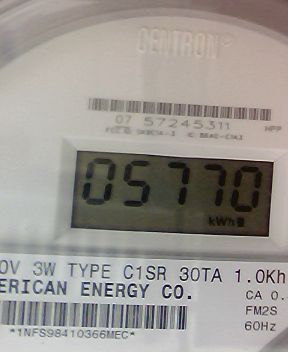 CENTRON®
07 57245311
05770
kWh
0V 3W TYPE C1SR 30TA 1.0Kh
ERICAN ENERGY CO.
CA 0.
FM2S
60Hz
*1NFS98410366MEC*